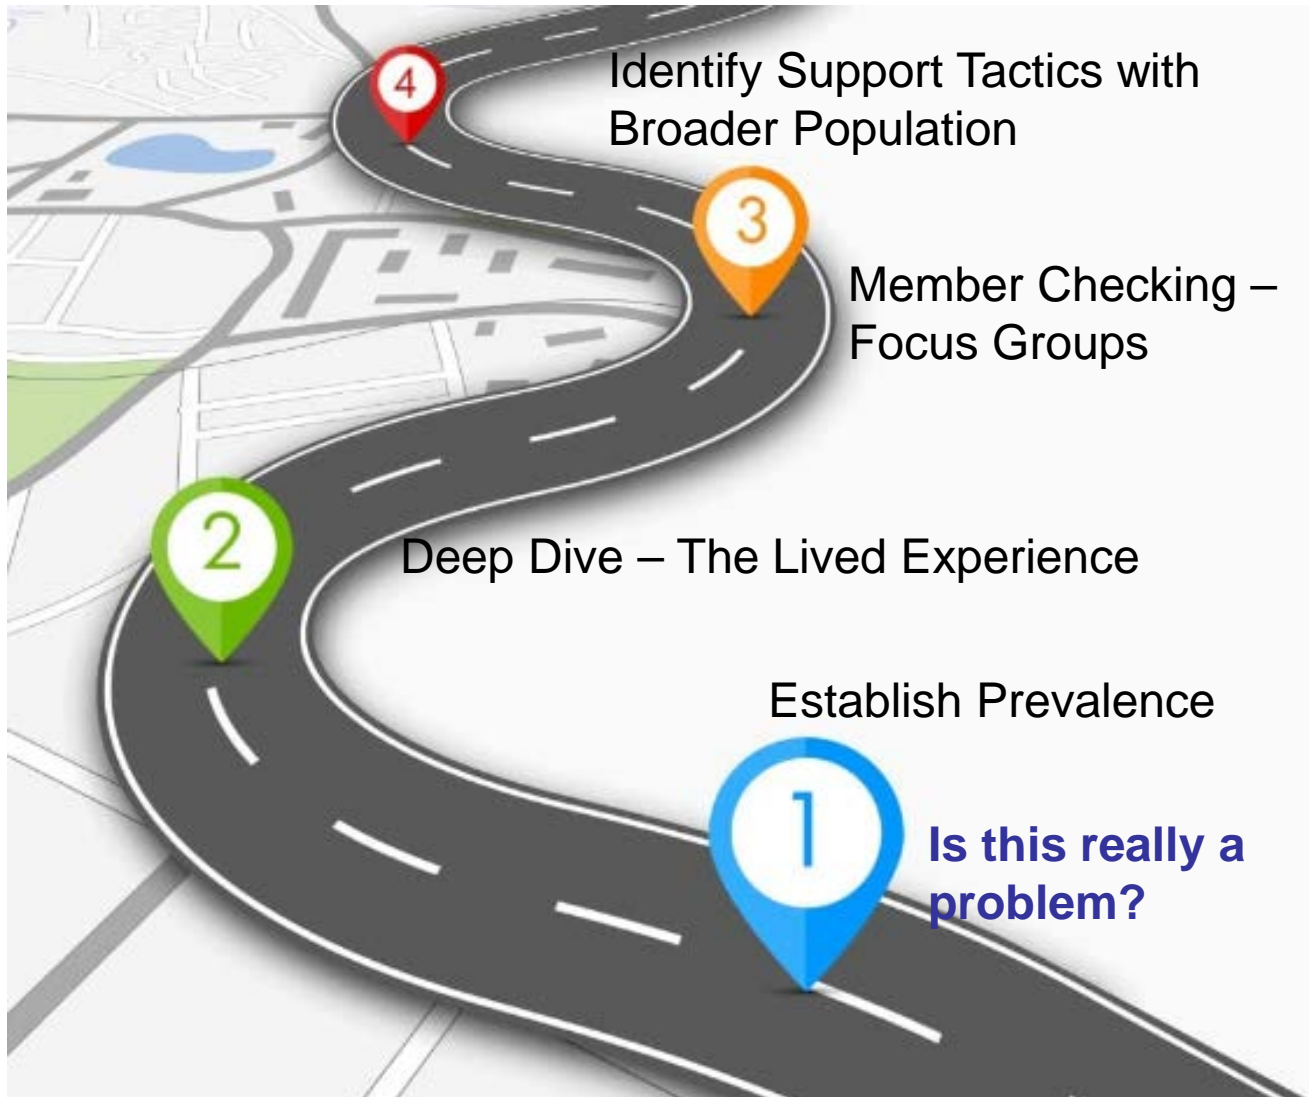 4
Identify Support Tactics with
Broader Population
3
Member Checking –
Focus Groups
2
Deep Dive – The Lived Experience
Establish Prevalence
1
Is this really a
problem?